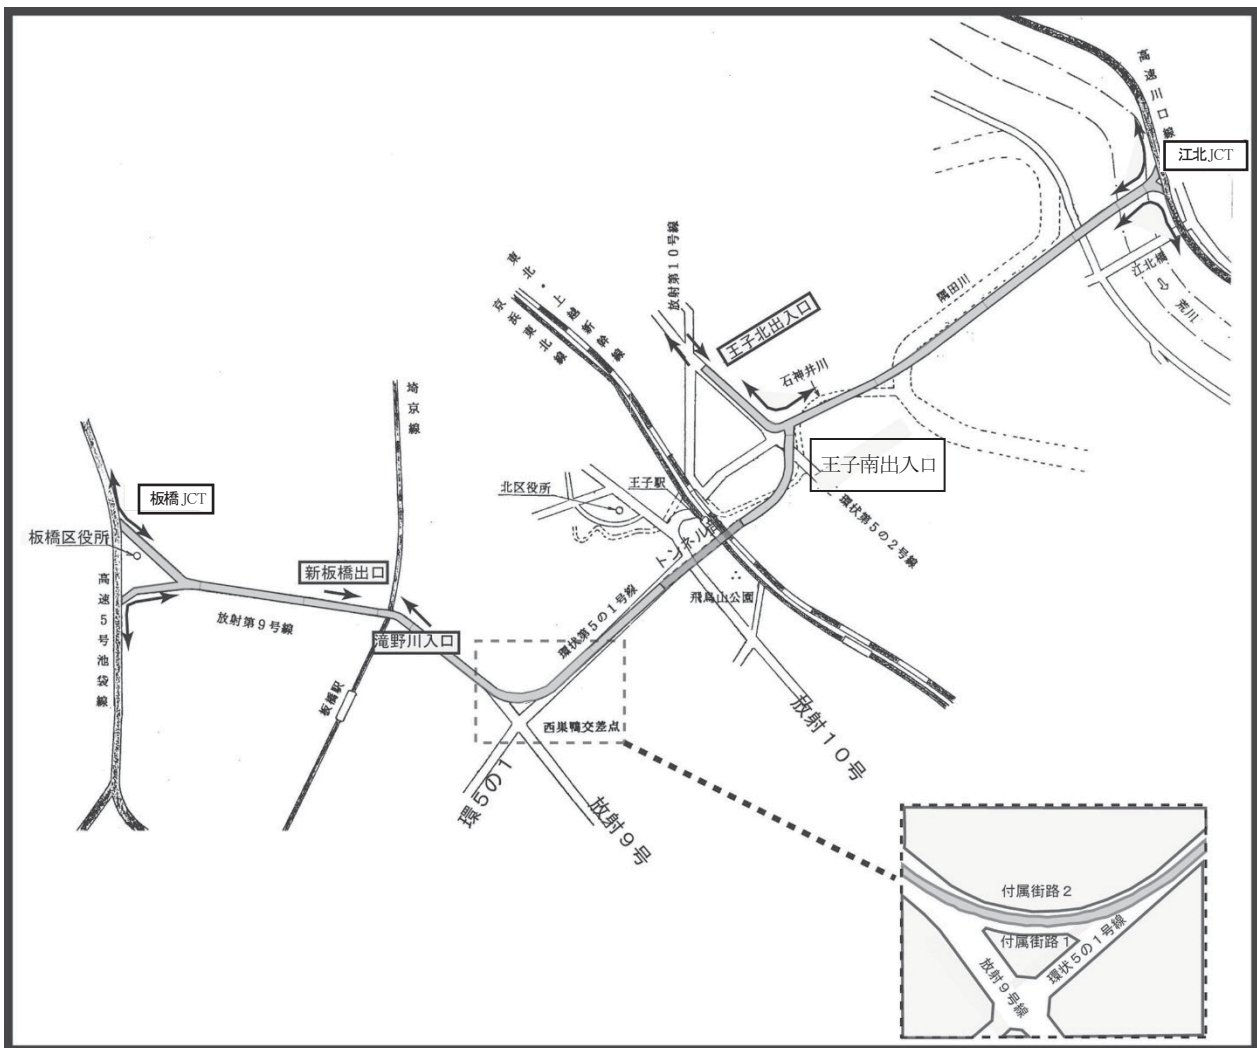 高速川口線
江北JCT
江北橋
荒川
隅田川
放射第10号線
東北・上越新幹線
京浜東北線
王子北出入口
石神井川
王子南出入口
埼京線
王子駅
北区役所
環状第5の2号線
板橋JCT
板橋区役所
トンネル部
新板橋出口
飛鳥山公園
高速5号池袋線
放射第9号線
滝野川入口
環状第5の1号線
板橋駅
西巣鴨交差点
放射10号
環5の1
放射9号
付属街路2
付属街路1
環状5の1号線
放射9号線